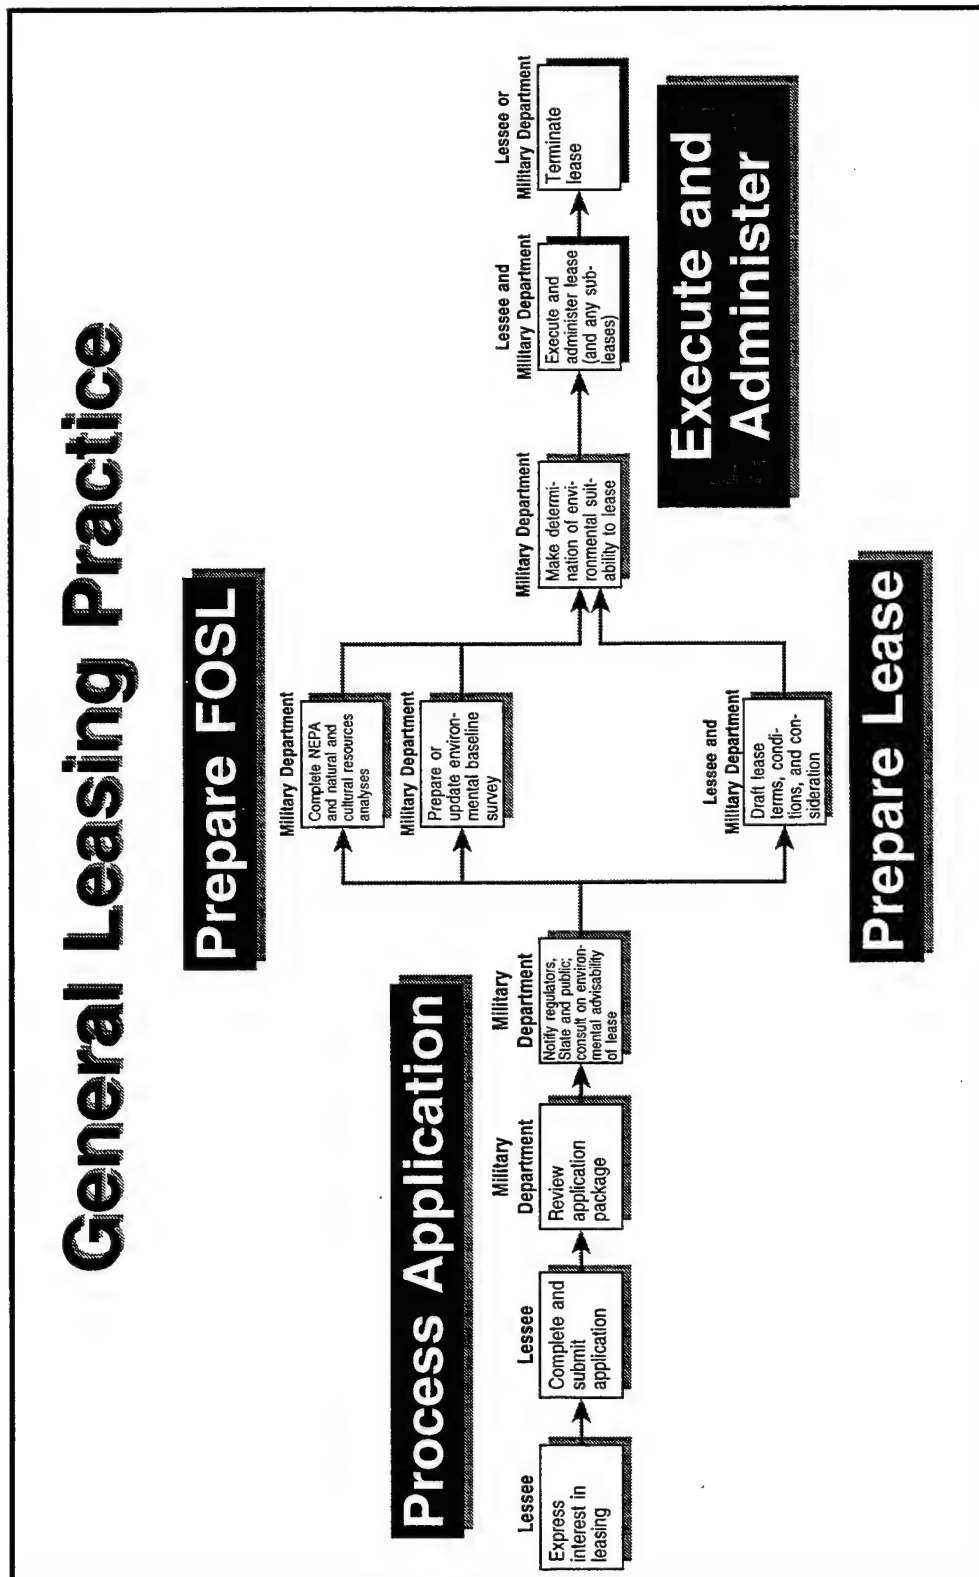 General Leasing Practice
Process Application
Lessee
Express
interest in
leasing
Lessee
Complete and
submit
application
Military
Department
Review
application
package
Military
Department
Notify regulators,
State and public;
consult on environ-
mental advisability
of lease
Prepare FOSL
Military Department
Complete NEPA
and natural and
cultural resources
analyses
Military Department
Prepare or
update environ-
mental baseline
survey
Prepare Lease
Lessee and
Military Department
Draft lease
terms, condi-
tions, and con-
sideration
Military Department
Make determi-
nation of envi-
ronmental suit-
ability to lease
Execute and
Administer
Lessee and
Military Department
Execute and
administer lease
(and any sub-
leases)
Lessee or
Military Department
Terminate
lease